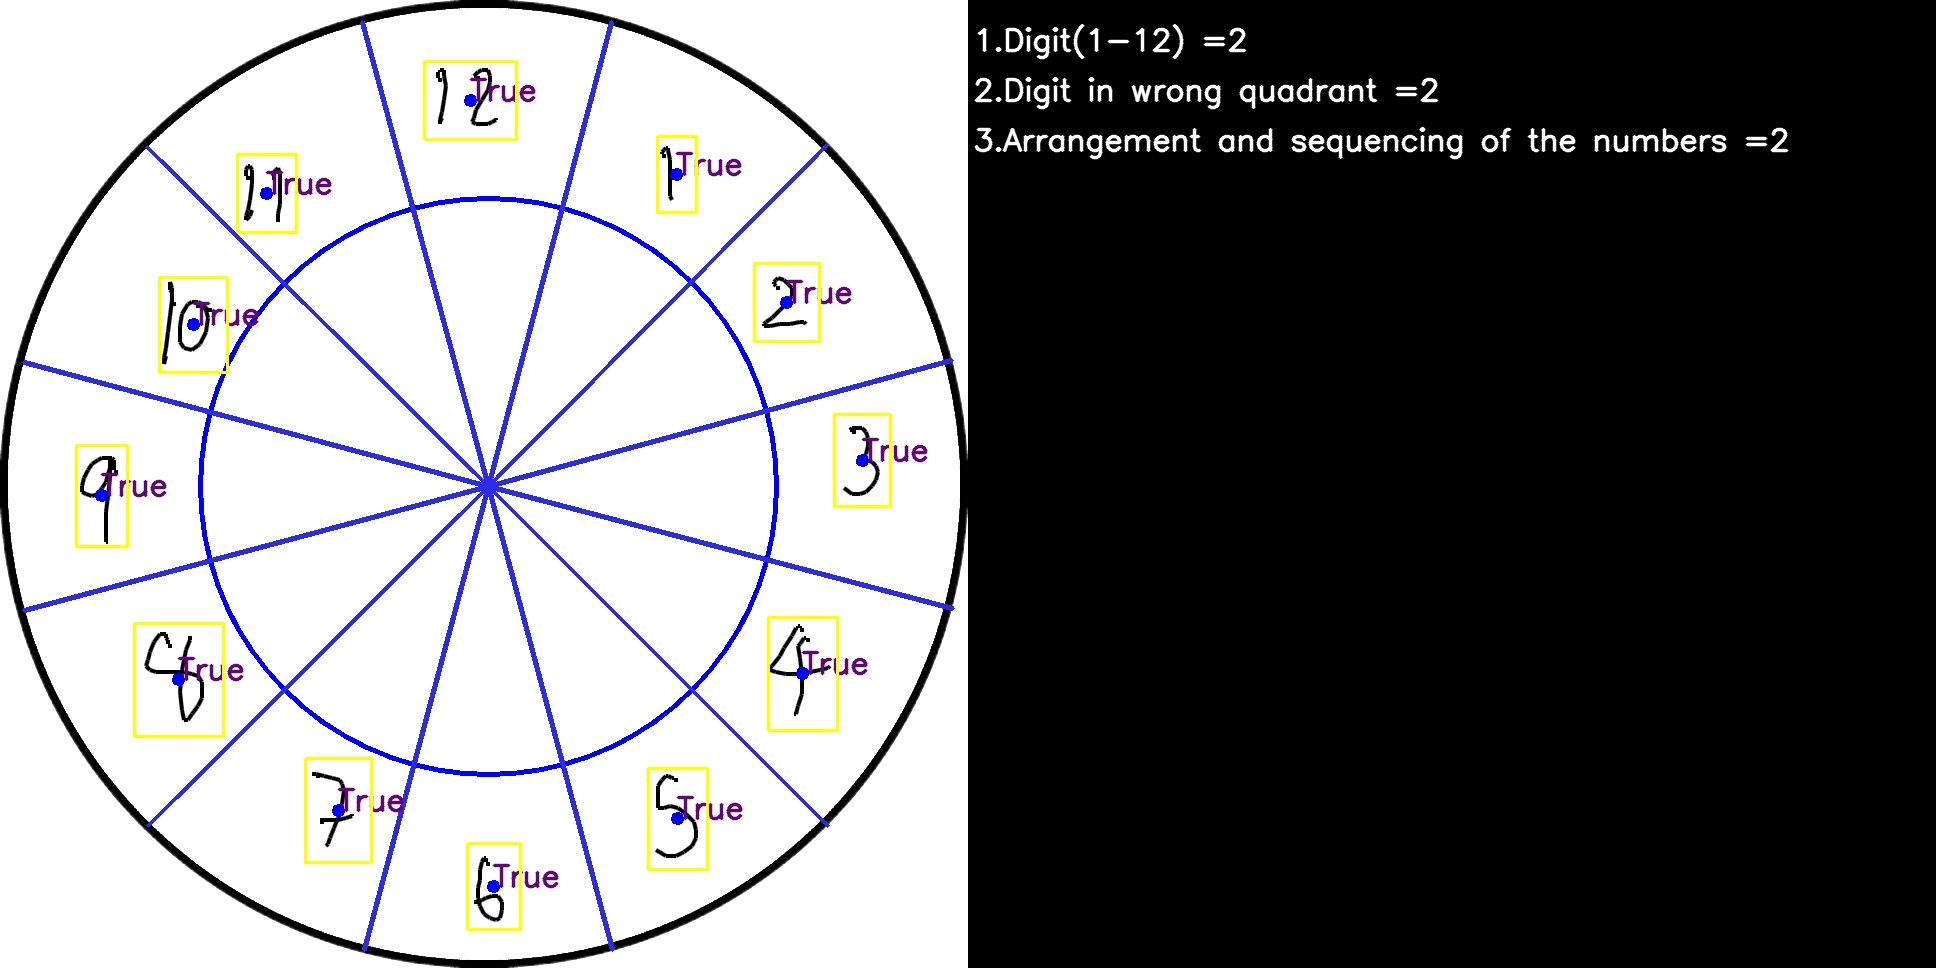 12 True
1 True
11 True
2 True
10 True
3 True
9 True
4 True
8 True
7 True
5 True
6 True
1.Digit(1-12) =2
2.Digit in wrong quadrant =2
3.Arrangement and sequencing of the numbers =2